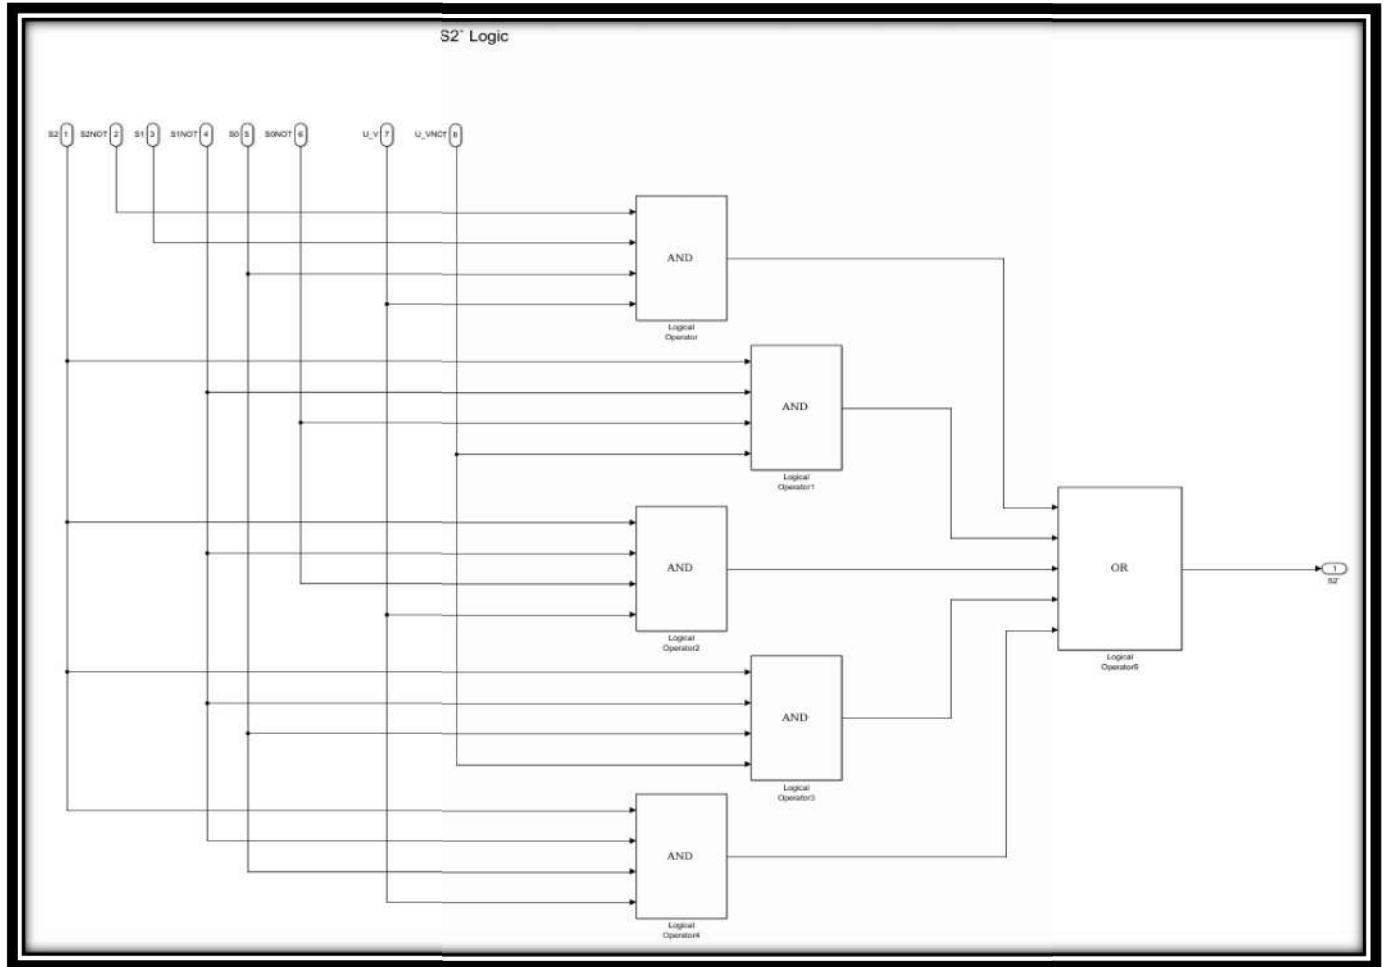 S2` Logic
S2 1 S2NOT 2 S1 3 S1NOT 4 S0 5 S0NOT 6 U_V 7 U_VNOT 8
AND
Logical
Operator
AND
Logical
Operator1
AND
Logical
Operator2
AND
Logical
Operator3
AND
Logical
Operator4
OR
Logical
Operator5
1
S2`